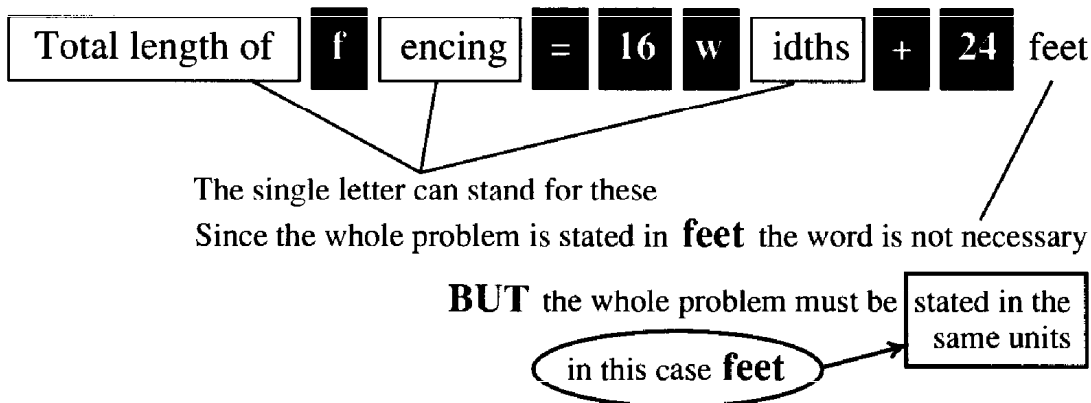 Total length of fencing = 16 widths + 24 feet
The single letter can stand for these
Since the whole problem is stated in feet the word is not necessary
BUT the whole problem must be stated in the
same units
in this case feet